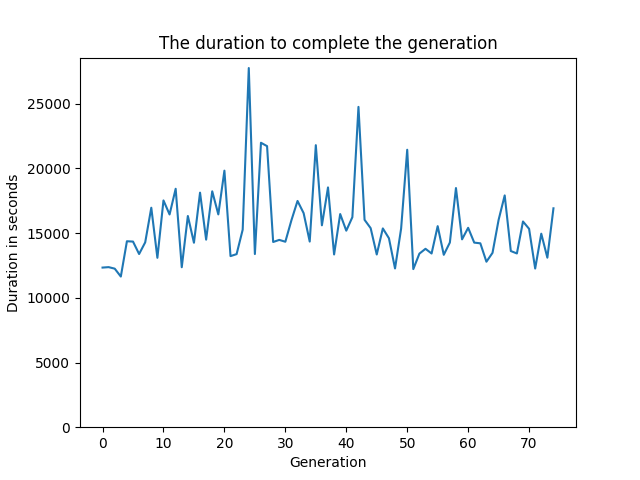 The duration to complete the generation
Duration in seconds
25000
20000
15000
10000
5000
0
0 10 20 30 40 50 60 70
Generation